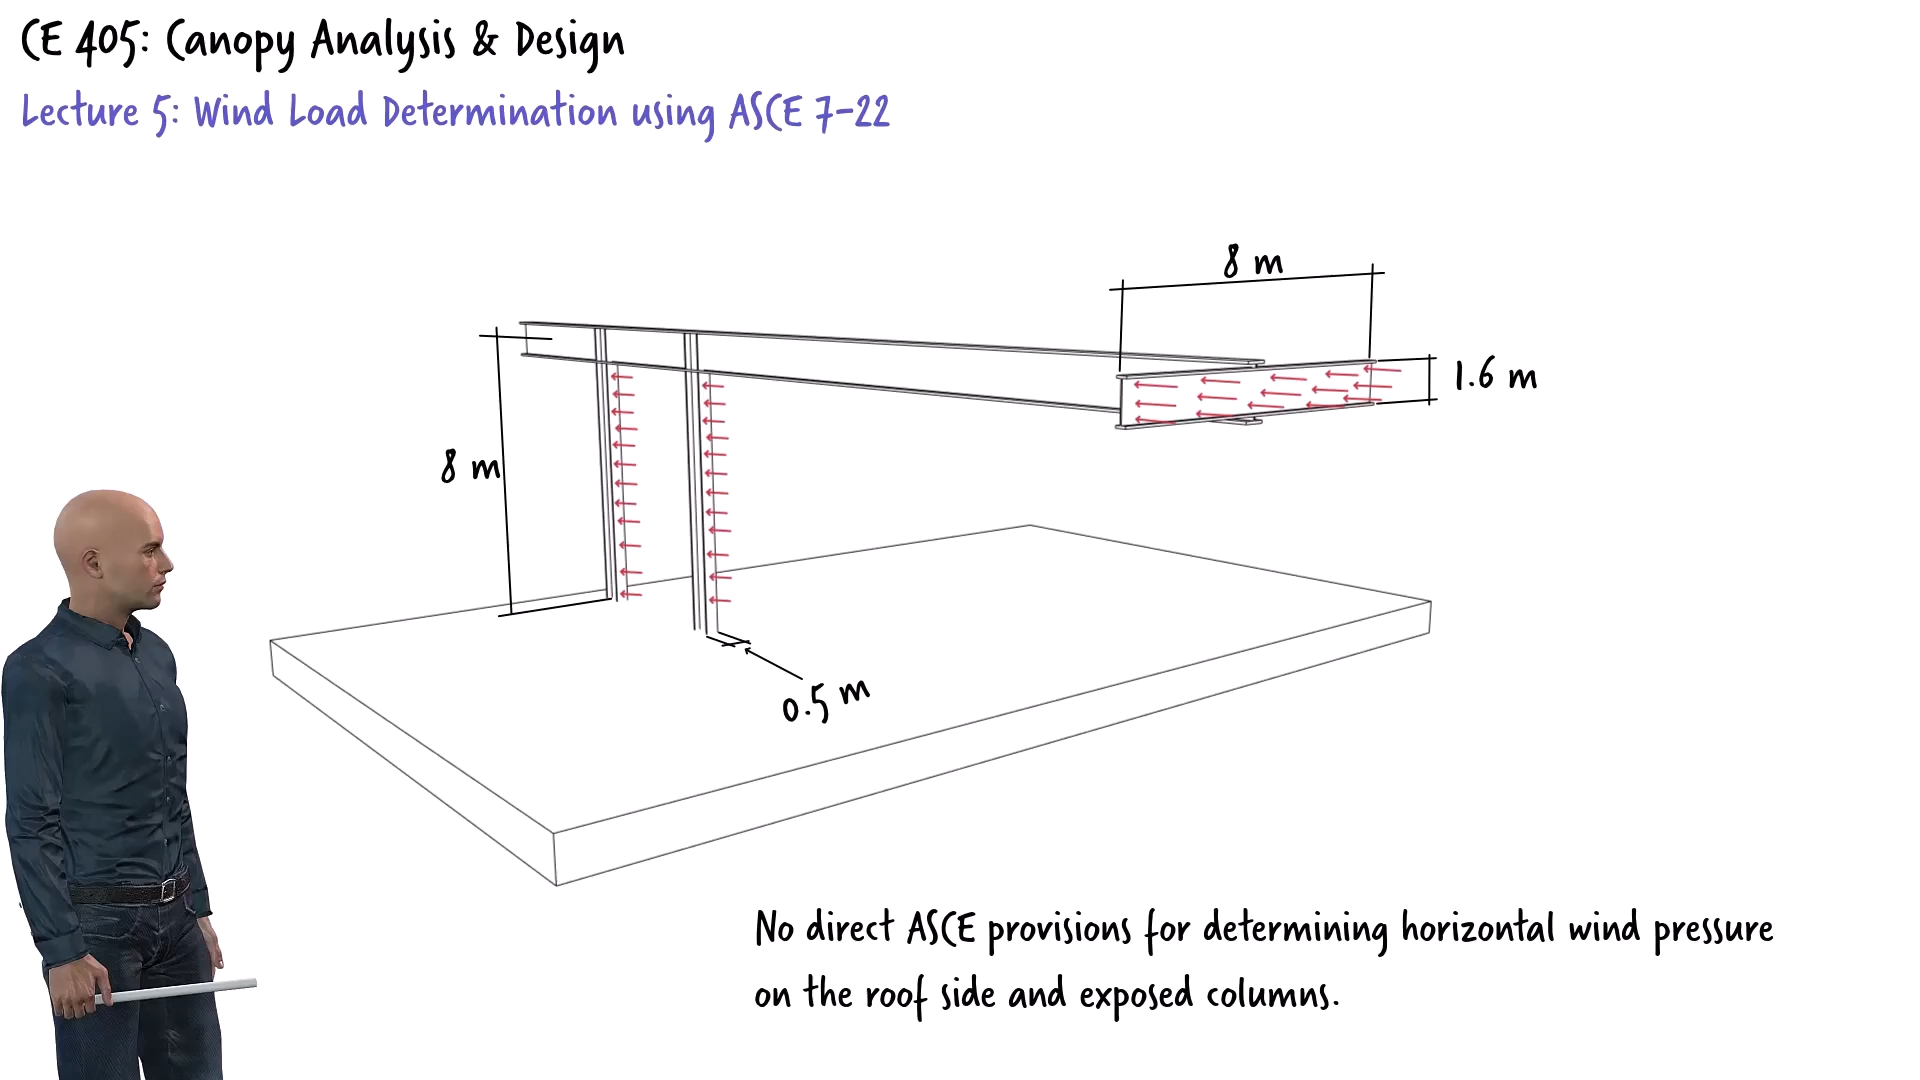 CE 405: Canopy Analysis & Design
Lecture 5: Wind Load Determination using ASCE 7-22
8 m
1.6 m
8 m
0.5 m
No direct ASCE provisions for determining horizontal wind pressure
on the roof side and exposed columns.